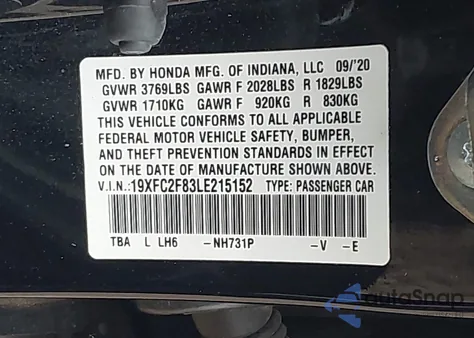 MFD. BY HONDA MFG. OF INDIANA, LLC 09/'20
GVWR 3769LBS GAWR F 2028LBS R 1829LBS
GVWR 1710KG GAWR F 920KG R 830KG
THIS VEHICLE CONFORMS TO ALL APPLICABLE
FEDERAL MOTOR VEHICLE SAFETY, BUMPER,
AND THEFT PREVENTION STANDARDS IN EFFECT
ON THE DATE OF MANUFACTURE SHOWN ABOVE.
V.I.N.:19XFC2F83LE215152 TYPE: PASSENGER CAR
TBA L LH6 -NH731P -V -E
autoSnap